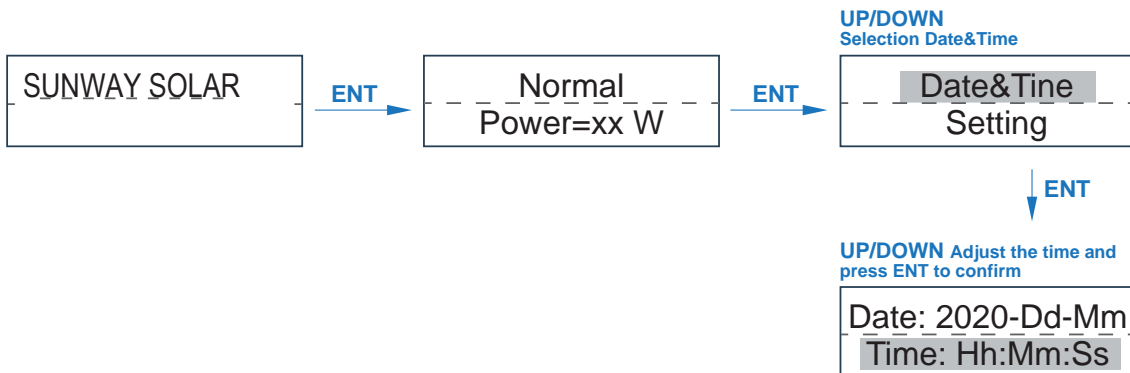 UP/DOWN
Selection Date&Time
SUNWAY SOLAR
ENT
Normal
Power=xx W
ENT
Date&Tine
Setting
ENT
UP/DOWN Adjust the time and
press ENT to confirm
Date: 2020-Dd-Mm
Time: Hh:Mm:Ss